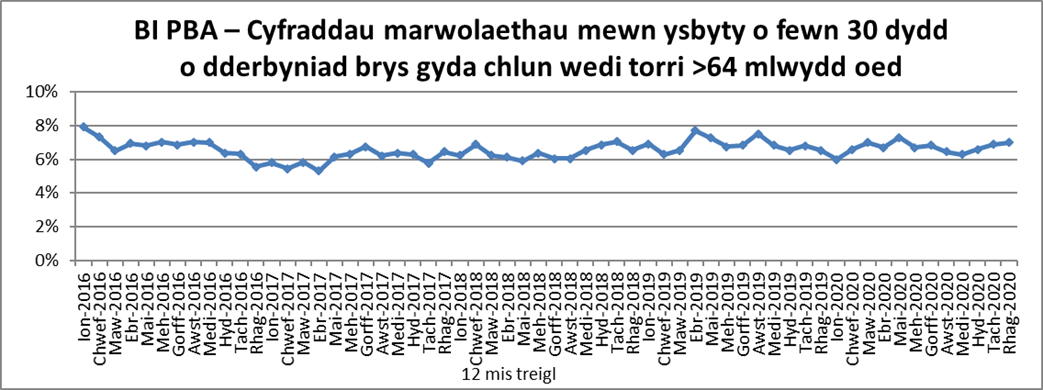 BI PBA – Cyfraddau marwolaethau mewn ysbyty o fewn 30 dydd
o dderbyniad brys gyda chlun wedi torri >64 mlwydd oed
10%
8%
6%
4%
2%
0%
Ion-2016
Chwef-2016
Maw-2016
Ebr-2016
Mai-2016
Meh-2016
Gorff-2016
Awst-2016
Medi-2016
Hyd-2016
Tach-2016
Rhag-2016
Ion-2017
Chwef-2017
Maw-2017
Ebr-2017
Mai-2017
Meh-2017
Gorff-2017
Awst-2017
Medi-2017
Hyd-2017
Tach-2017
Rhag-2017
Ion-2018
Chwef-2018
Maw-2018
Ebr-2018
Mai-2018
Meh-2018
Gorff-2018
Awst-2018
Medi-2018
Hyd-2018
Tach-2018
Rhag-2018
Ion-2019
Chwef-2019
Maw-2019
Ebr-2019
Mai-2019
Meh-2019
Gorff-2019
Awst-2019
Medi-2019
Hyd-2019
Tach-2019
Rhag-2019
Ion-2020
Chwef-2020
Maw-2020
Ebr-2020
Mai-2020
Meh-2020
Gorff-2020
Awst-2020
Medi-2020
Hyd-2020
Tach-2020
Rhag-2020
12 mis treigl